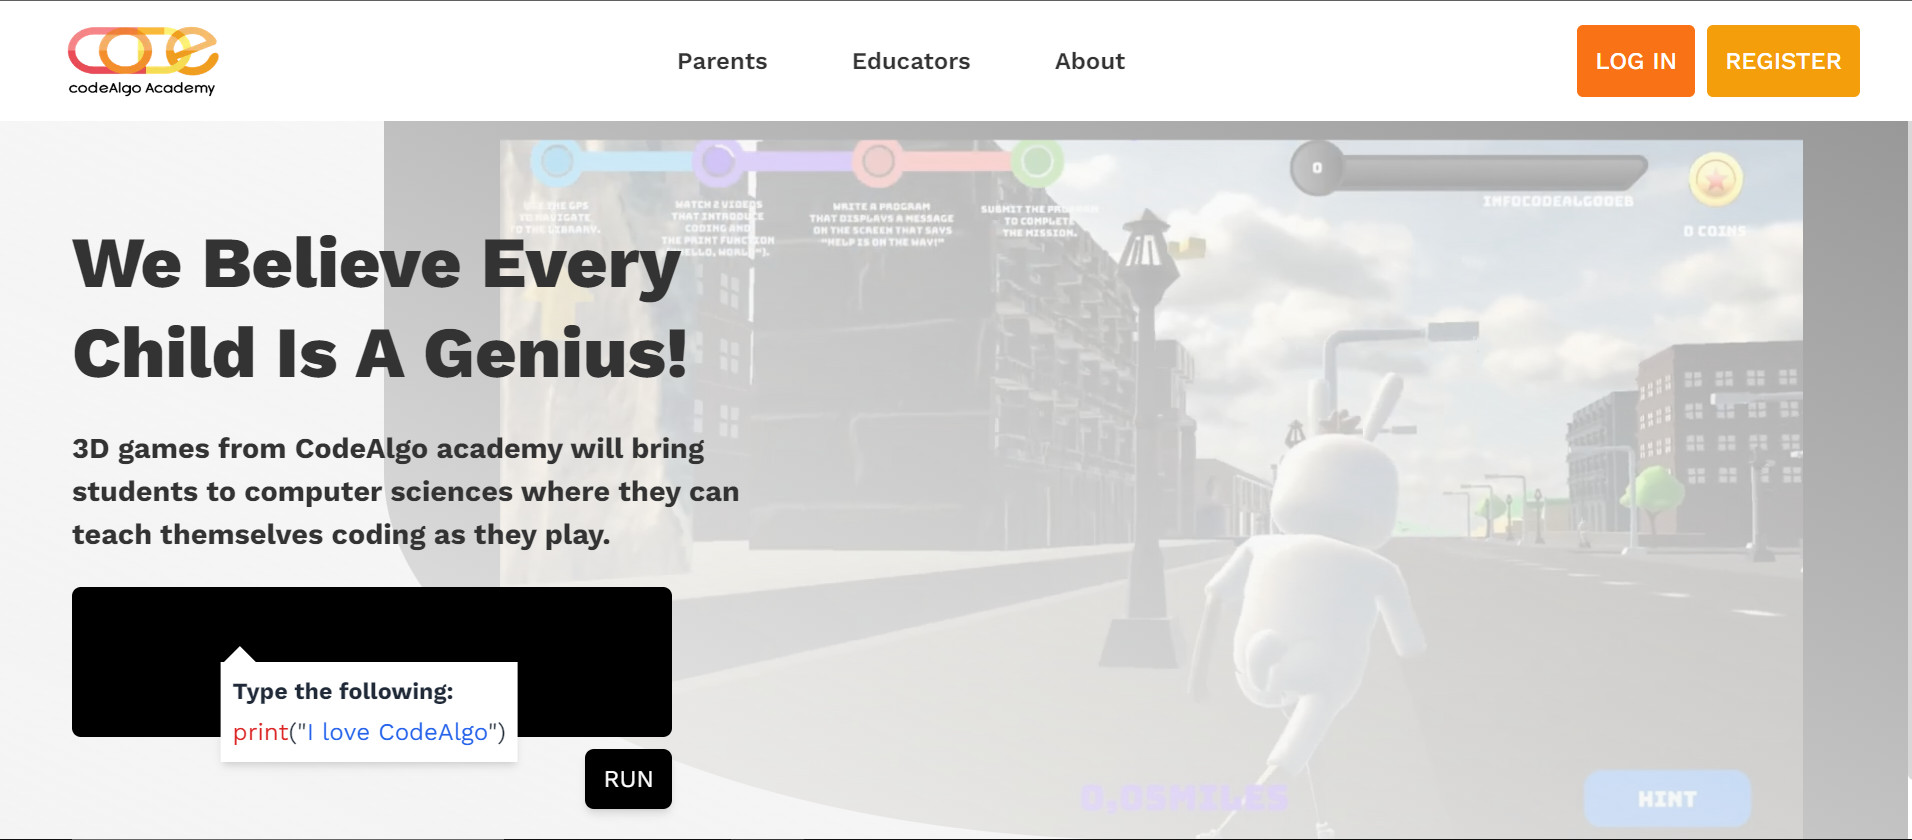 CODE
codeAlgo Academy
Parents
Educators
About
LOG IN
REGISTER
THE GPS
TO NAVIGATE
TO THE LIBRARY.
WATCH 2 VIDEOS
THAT INTRODUCE
CODING AND
THE PRINT FUNCTION
WRITE A PROGRAM
THAT DISPLAYS A MESSAGE
ON THE SCREEN THAT SAYS
"HELP IS ON THE WAY!"
SUBMIT THE PROGRAM
TO COMPLETE
THE MISSION.
0
INFOCODEALGODEB
0 COINS
We Believe Every
Child Is A Genius!
3D games from CodeAlgo academy will bring
students to computer sciences where they can
teach themselves coding as they play.
Type the following:
print("I love CodeAlgo")
RUN
0,05MILES
HINT